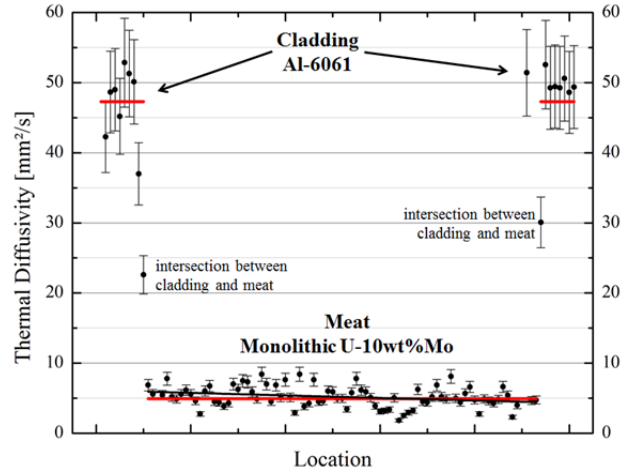 60
50
40
30
20
10
0
Thermal Diffusivity [mm²/s]
Cladding
Al-6061
intersection between
cladding and meat
intersection between
cladding and meat
Meat
Monolithic U-10wt%Mo
60
50
40
30
20
10
0
Location